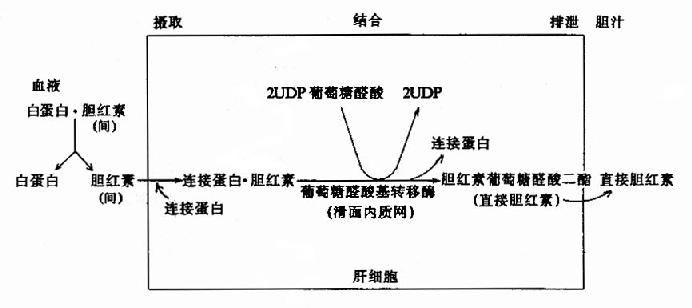 摄取 结合 排泄 胆汁
血液
2UDP葡萄糖醛酸 2UDP
白蛋白·胆红素
(间)
连接蛋白
白蛋白 胆红素 连接蛋白·胆红素 胆红素葡萄糖醛酸二酯 直接胆红素
(间) 葡萄糖醛酸基转移酶 (直接胆红素)
连接蛋白 (滑面内质网)
肝细胞